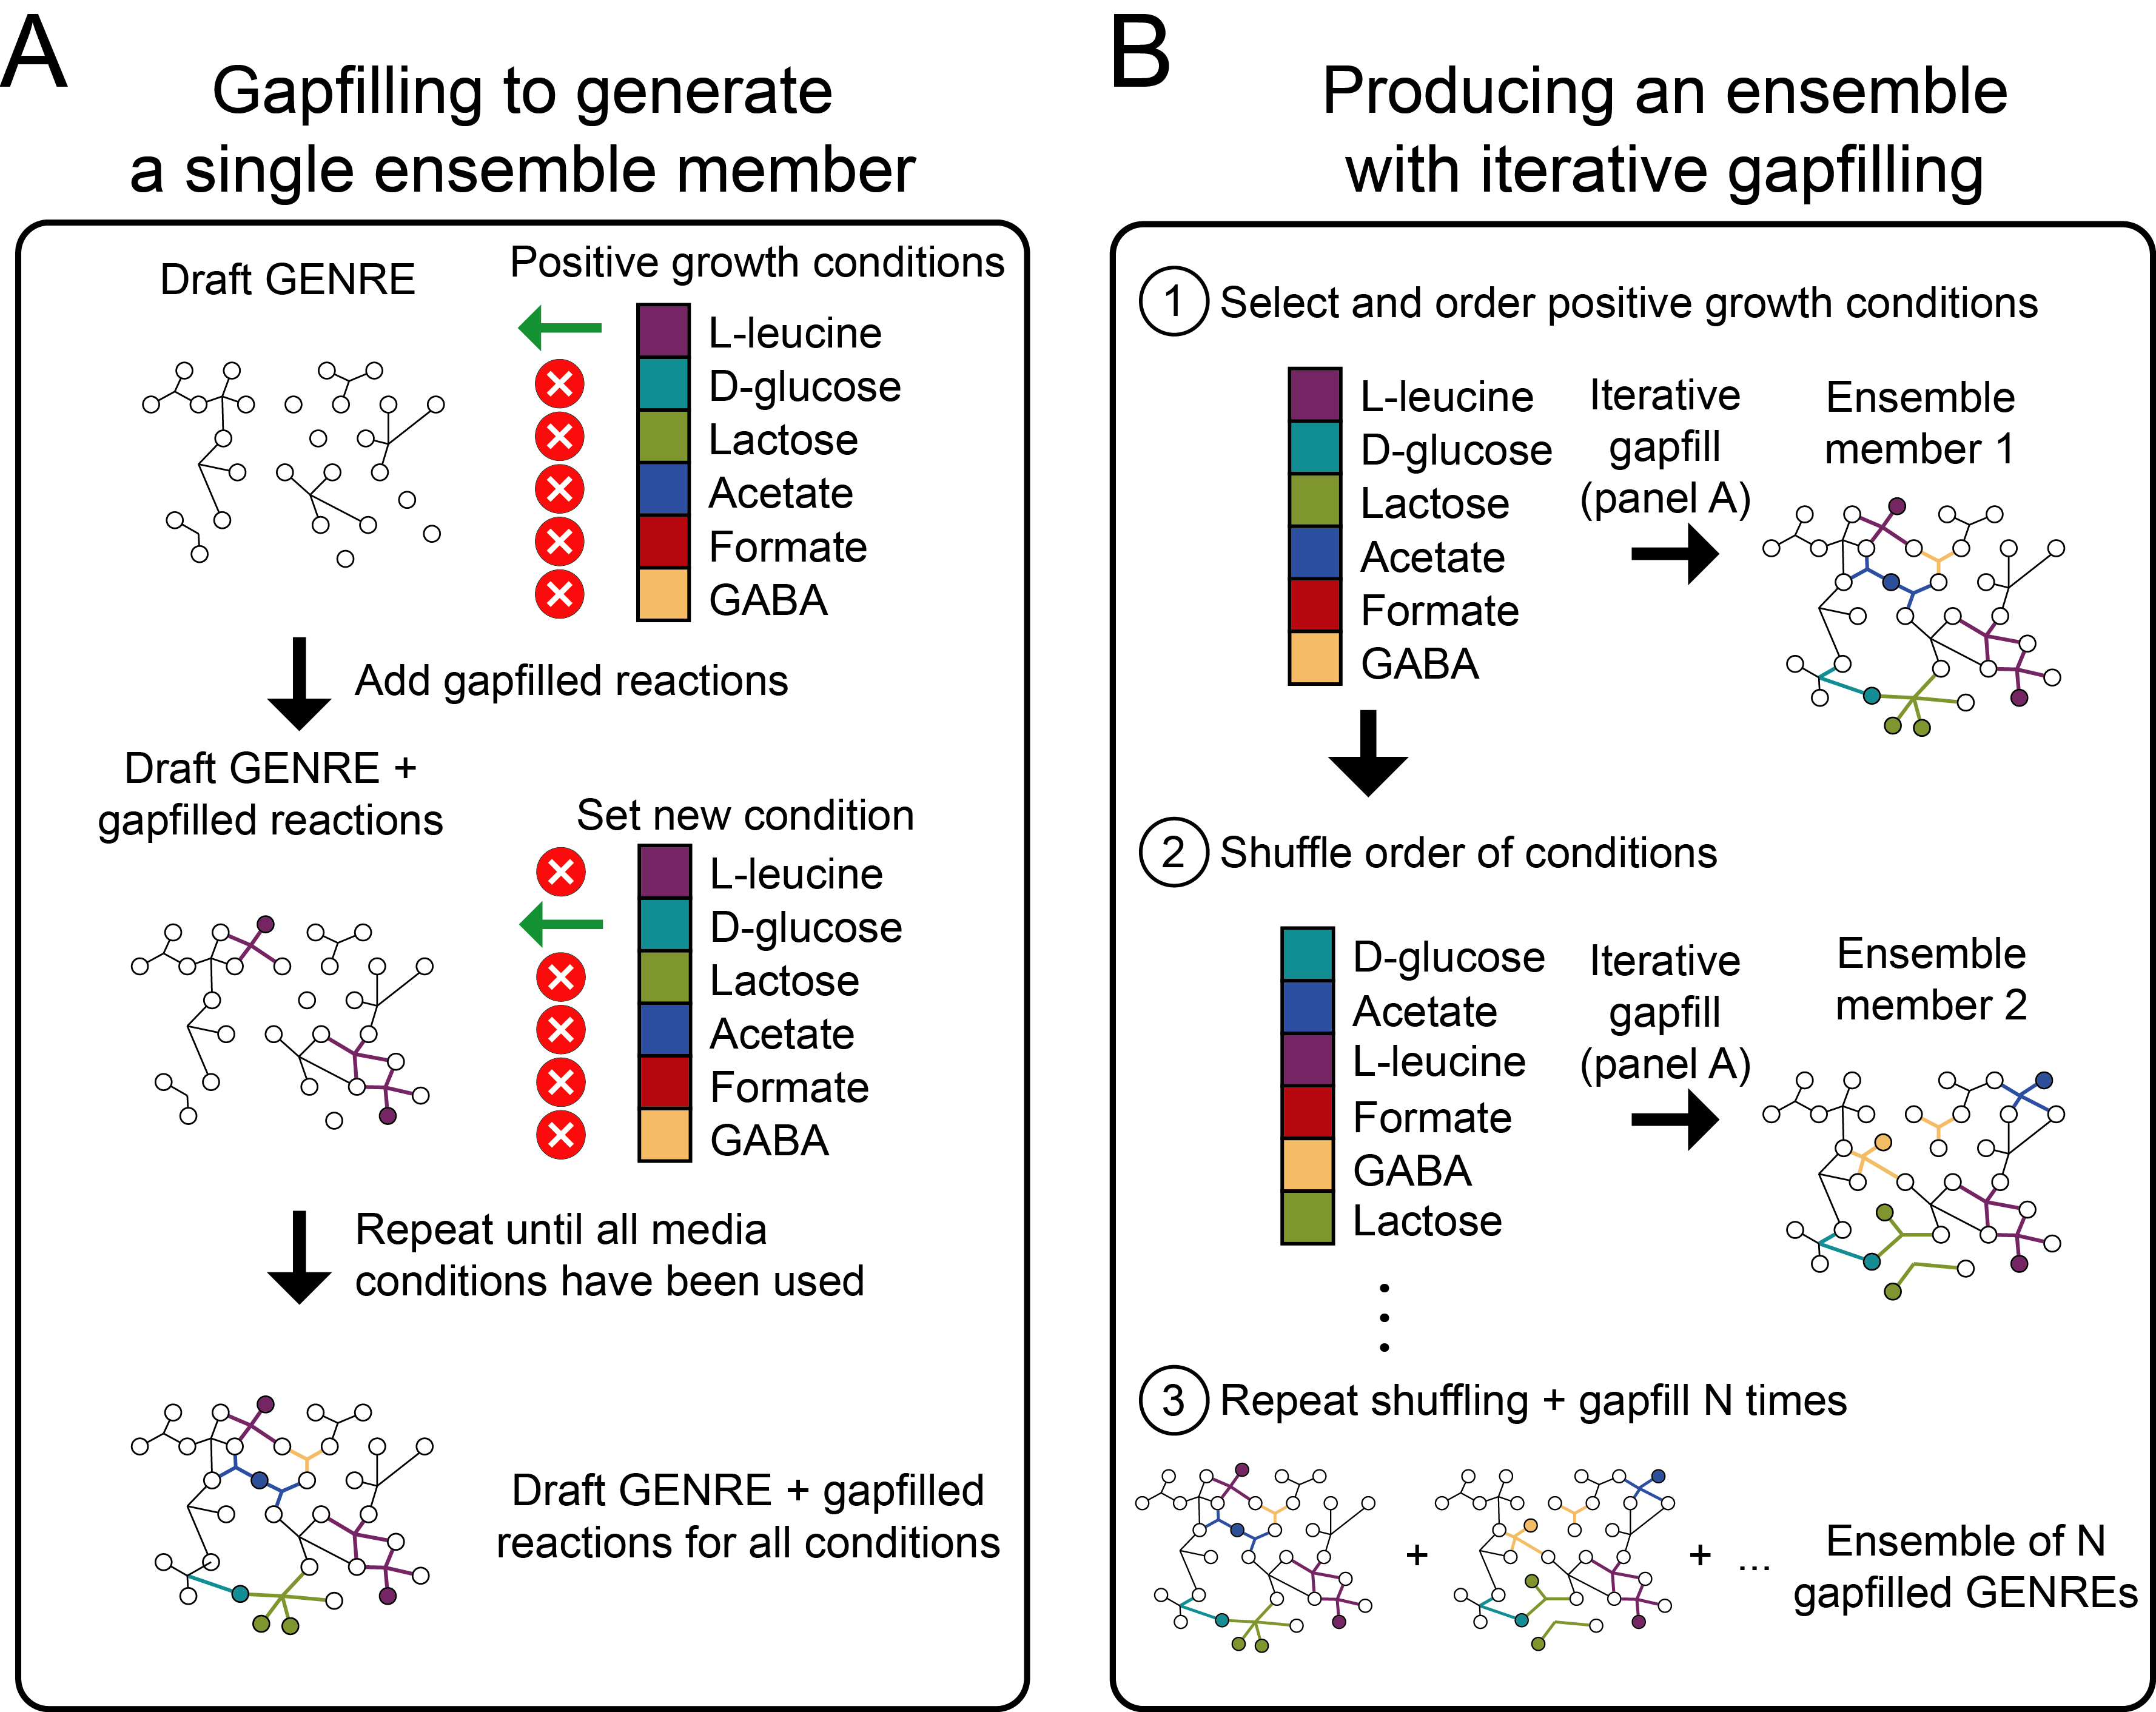 A
Gapfilling to generate
a single ensemble member
Draft GENRE
Positive growth conditions
L-leucine
D-glucose
Lactose
Acetate
Formate
GABA
Add gapfilled reactions
Draft GENRE +
gapfilled reactions
Set new condition
L-leucine
D-glucose
Lactose
Acetate
Formate
GABA
Repeat until all media
conditions have been used
Draft GENRE + gapfilled
reactions for all conditions
B
Producing an ensemble
with iterative gapfilling
1 Select and order positive growth conditions
L-leucine
D-glucose
Lactose
Acetate
Formate
GABA
Iterative
gapfill
(panel A)
Ensemble
member 1
2 Shuffle order of conditions
D-glucose
Acetate
L-leucine
Formate
GABA
Lactose
Iterative
gapfill
(panel A)
Ensemble
member 2
3 Repeat shuffling + gapfill N times
+ + ...
Ensemble of N
gapfilled GENREs